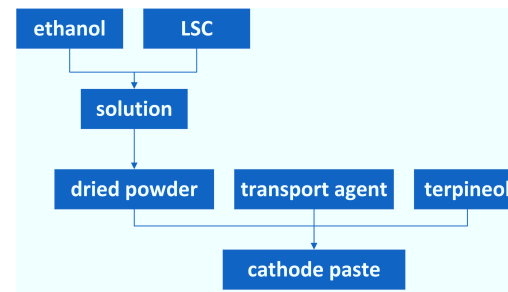 ethanol
LSC
solution
dried powder
transport agent
terpineol
cathode paste